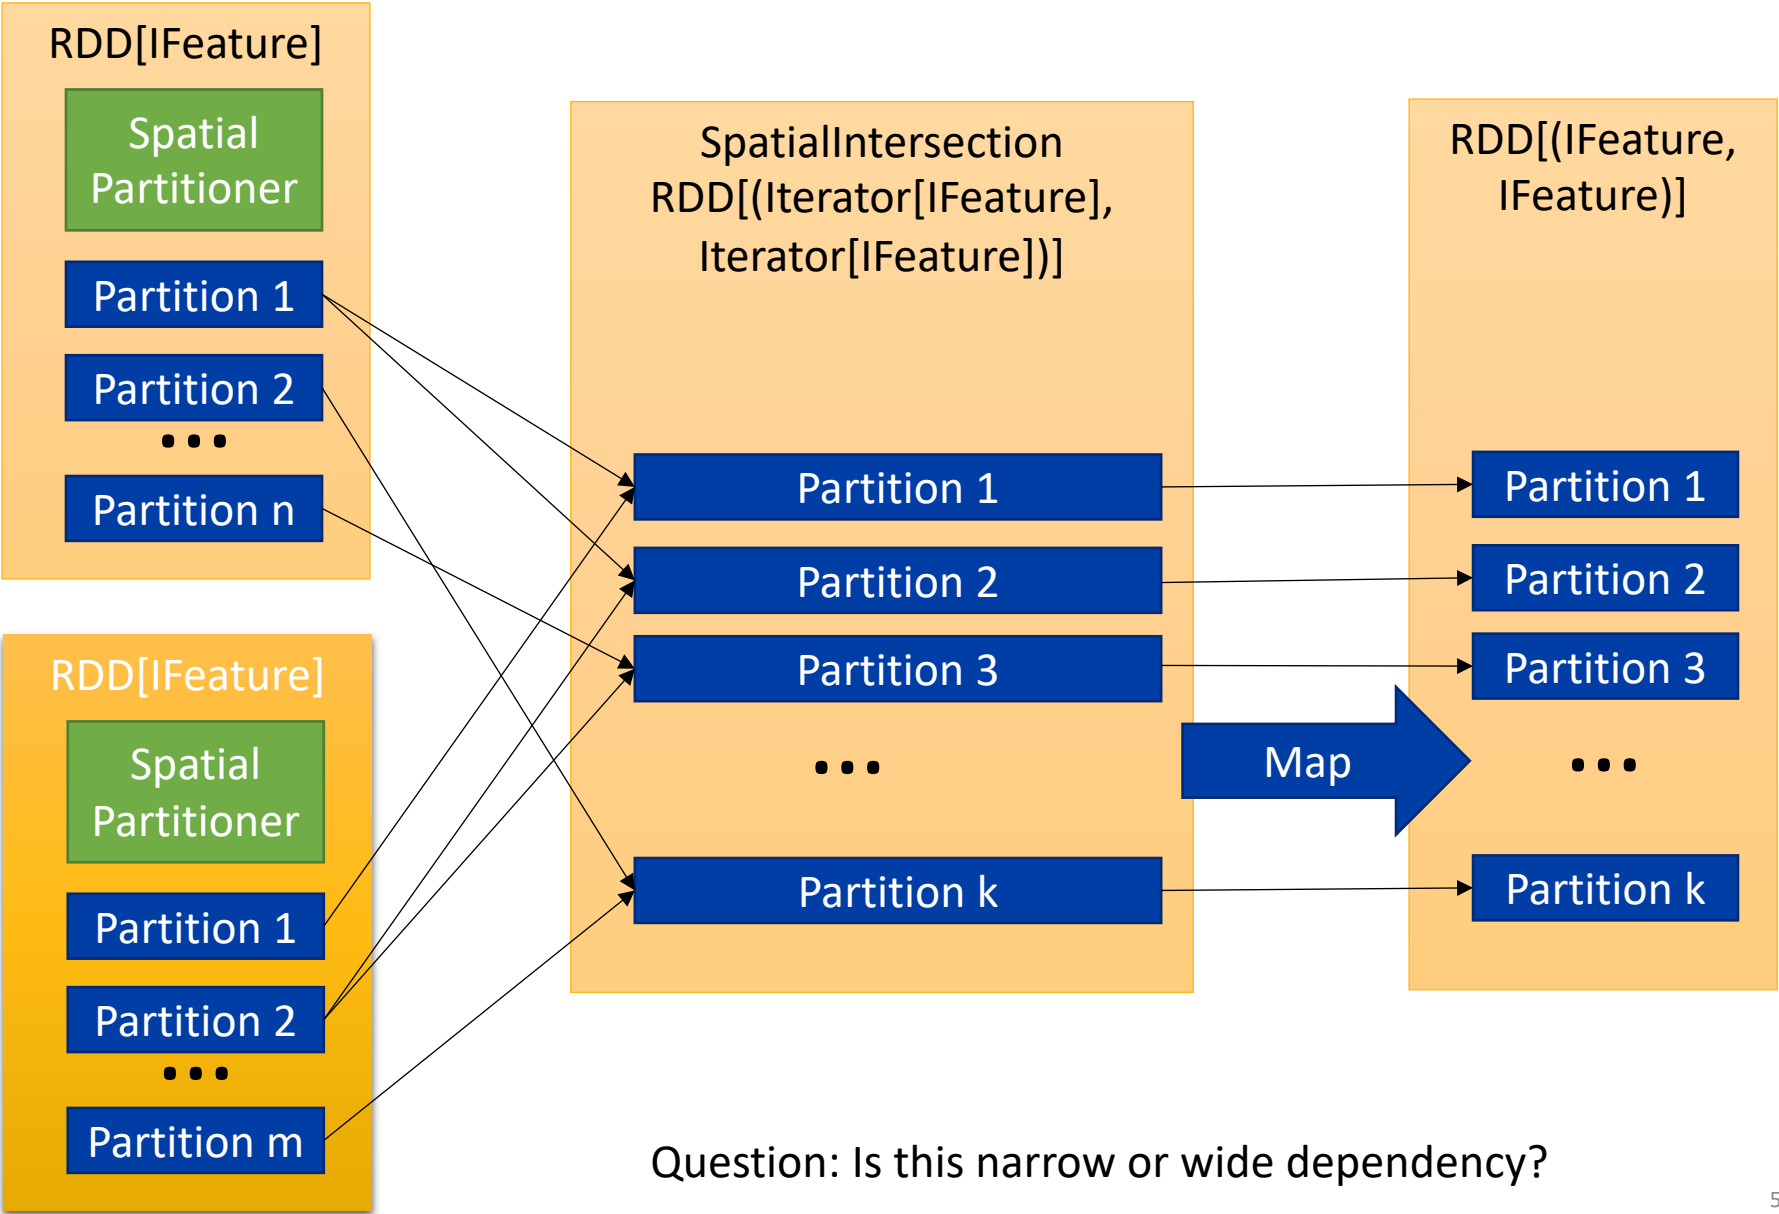 RDD[IFeature]
Spatial
Partitioner
Partition 1
Partition 2
...
Partition n
RDD[IFeature]
Spatial
Partitioner
Partition 1
Partition 2
...
Partition m
SpatialIntersection
RDD[(Iterator[IFeature],
Iterator[IFeature])]
Partition 1
Partition 2
Partition 3
...
Partition k
Map
RDD[(IFeature,
IFeature)]
Partition 1
Partition 2
Partition 3
...
Partition k
Question: Is this narrow or wide dependency?
5